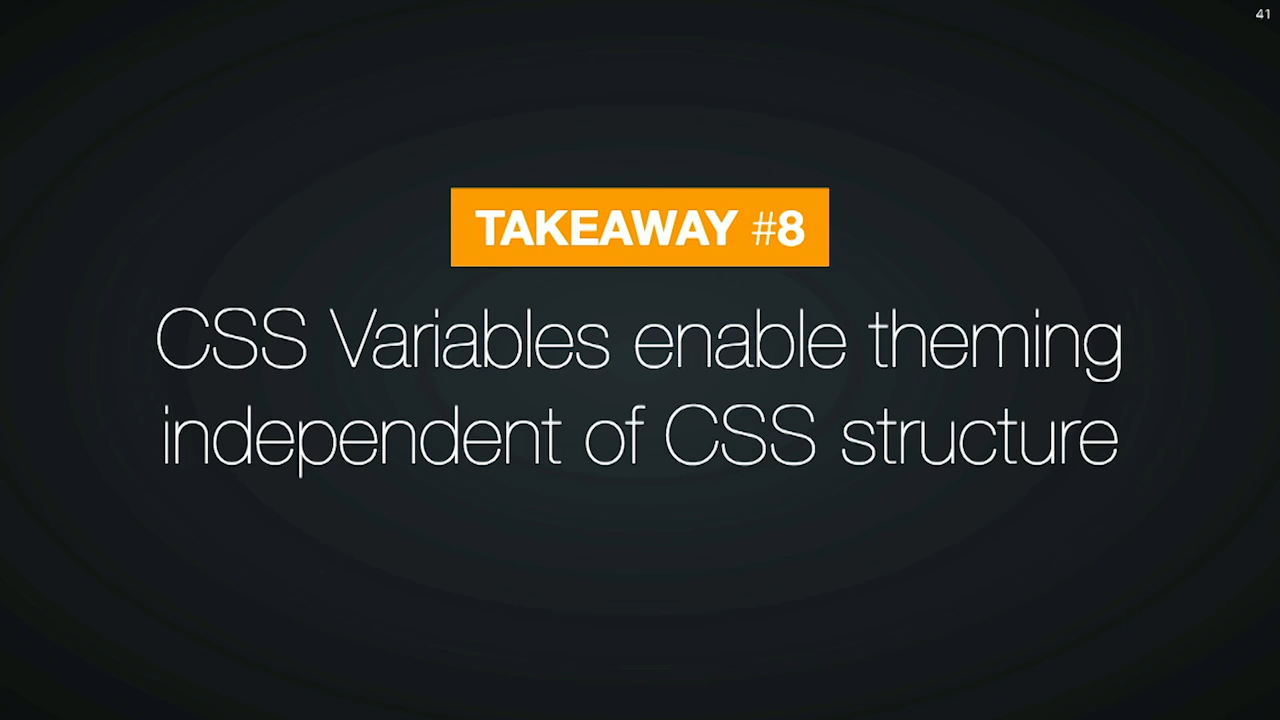 41
TAKEAWAY #8
CSS Variables enable theming
independent of CSS structure